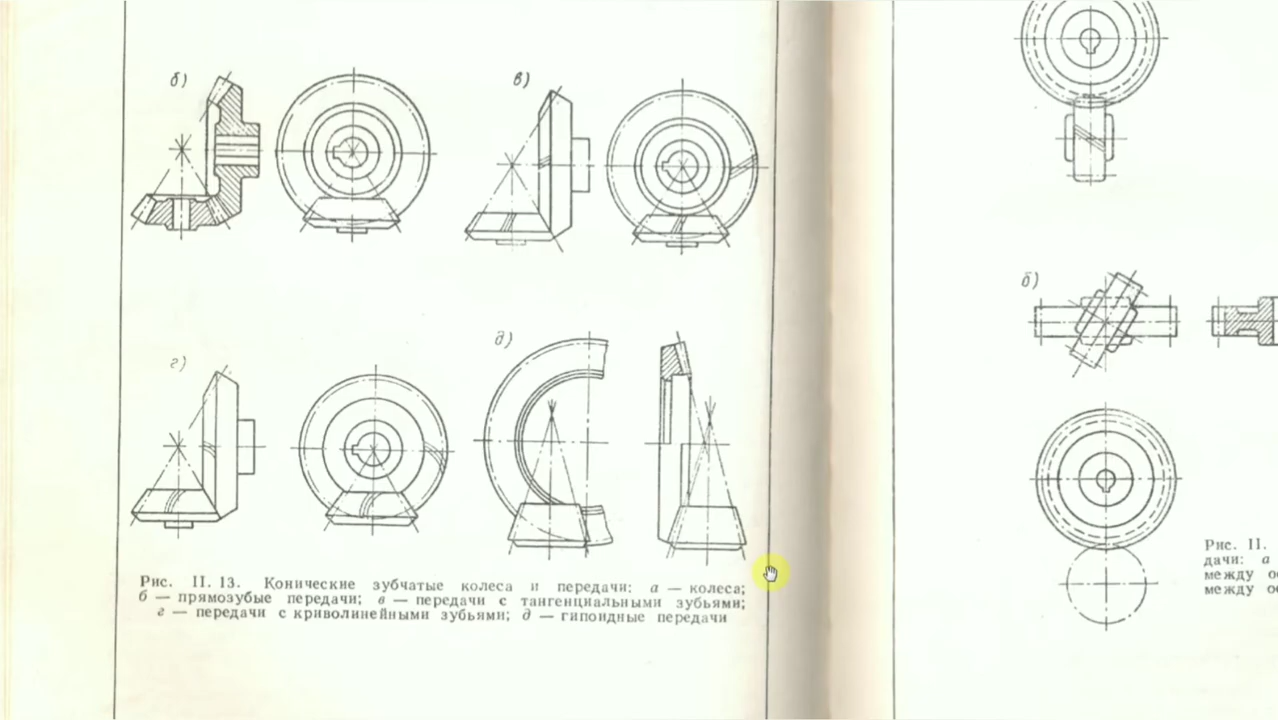 б)
в)
г)
д)
Рис. II. 13. Конические зубчатые колеса и передачи: а — колеса;
б — прямозубые передачи; в — передачи с тангенциальными зубьями;
г — передачи с криволинейными зубьями; д — гипоидные передачи
б)
Рис. II.
дачи: а
между
между